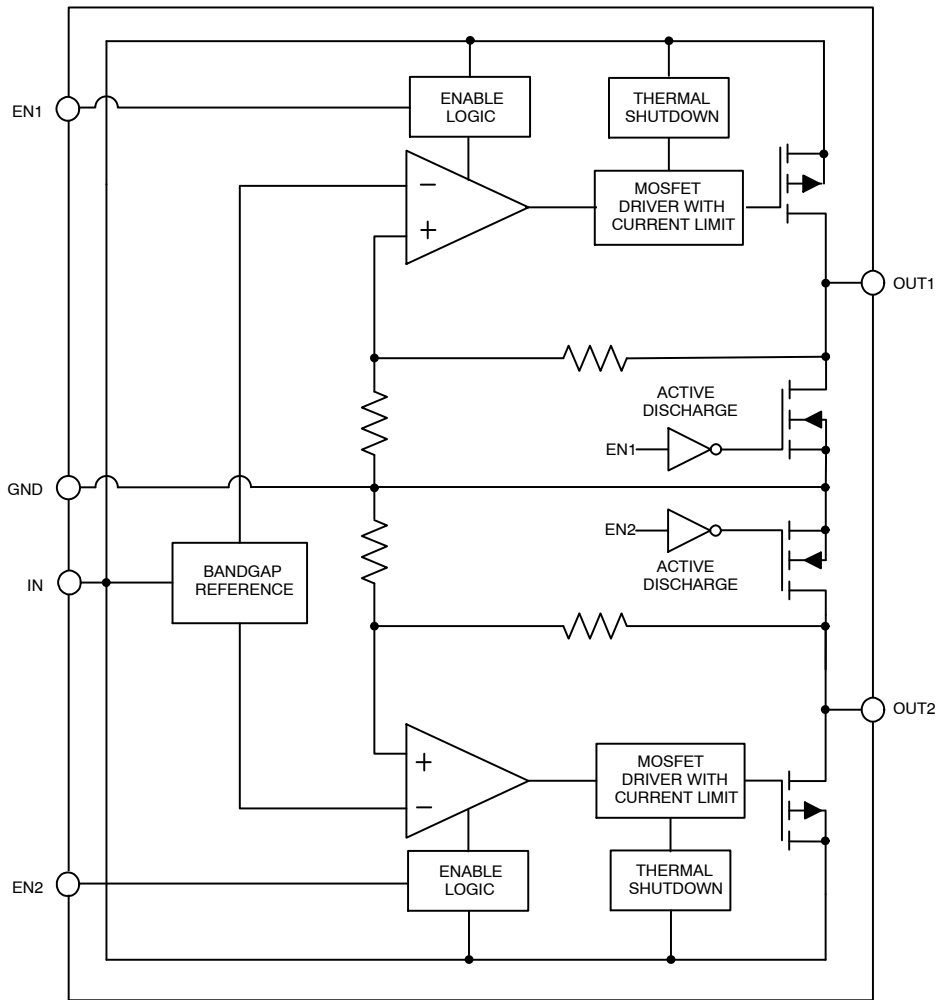 EN1
ENABLE
LOGIC
THERMAL
SHUTDOWN
−
+
MOSFET
DRIVER WITH
CURRENT LIMIT
OUT1
ACTIVE
DISCHARGE
EN1
GND
EN2
ACTIVE
DISCHARGE
IN
BANDGAP
REFERENCE
OUT2
+
−
MOSFET
DRIVER WITH
CURRENT LIMIT
EN2
ENABLE
LOGIC
THERMAL
SHUTDOWN